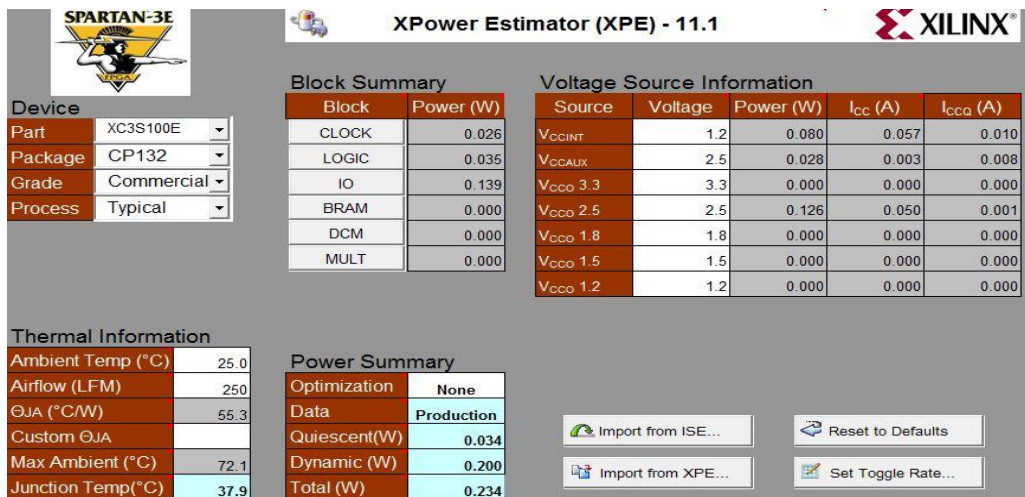 SPARTAN-3E
FPGA
XPower Estimator (XPE) - 11.1
XILINX®
Device
Part XC3S100E
Package CP132
Grade Commercial
Process Typical
Block Summary
Block Power (W)
CLOCK 0.026
LOGIC 0.035
IO 0.139
BRAM 0.000
DCM 0.000
MULT 0.000
Voltage Source Information
Source Voltage Power (W) ICC (A) ICCQ (A)
VCCINT 1.2 0.080 0.057 0.010
VCCAUX 2.5 0.028 0.003 0.008
VCCO 3.3 3.3 0.000 0.000 0.000
VCCO 2.5 2.5 0.126 0.050 0.001
VCCO 1.8 1.8 0.000 0.000 0.000
VCCO 1.5 1.5 0.000 0.000 0.000
VCCO 1.2 1.2 0.000 0.000 0.000
Thermal Information
Ambient Temp (°C) 25.0
Airflow (LFM) 250
ΘJA (°C/W) 55.3
Custom ΘJA
Max Ambient (°C) 72.1
Junction Temp(°C) 37.9
Power Summary
Optimization None
Data Production
Quiescent(W) 0.034
Dynamic (W) 0.200
Total (W) 0.234
Import from ISE...
Reset to Defaults
Import from XPE...
Set Toggle Rate...